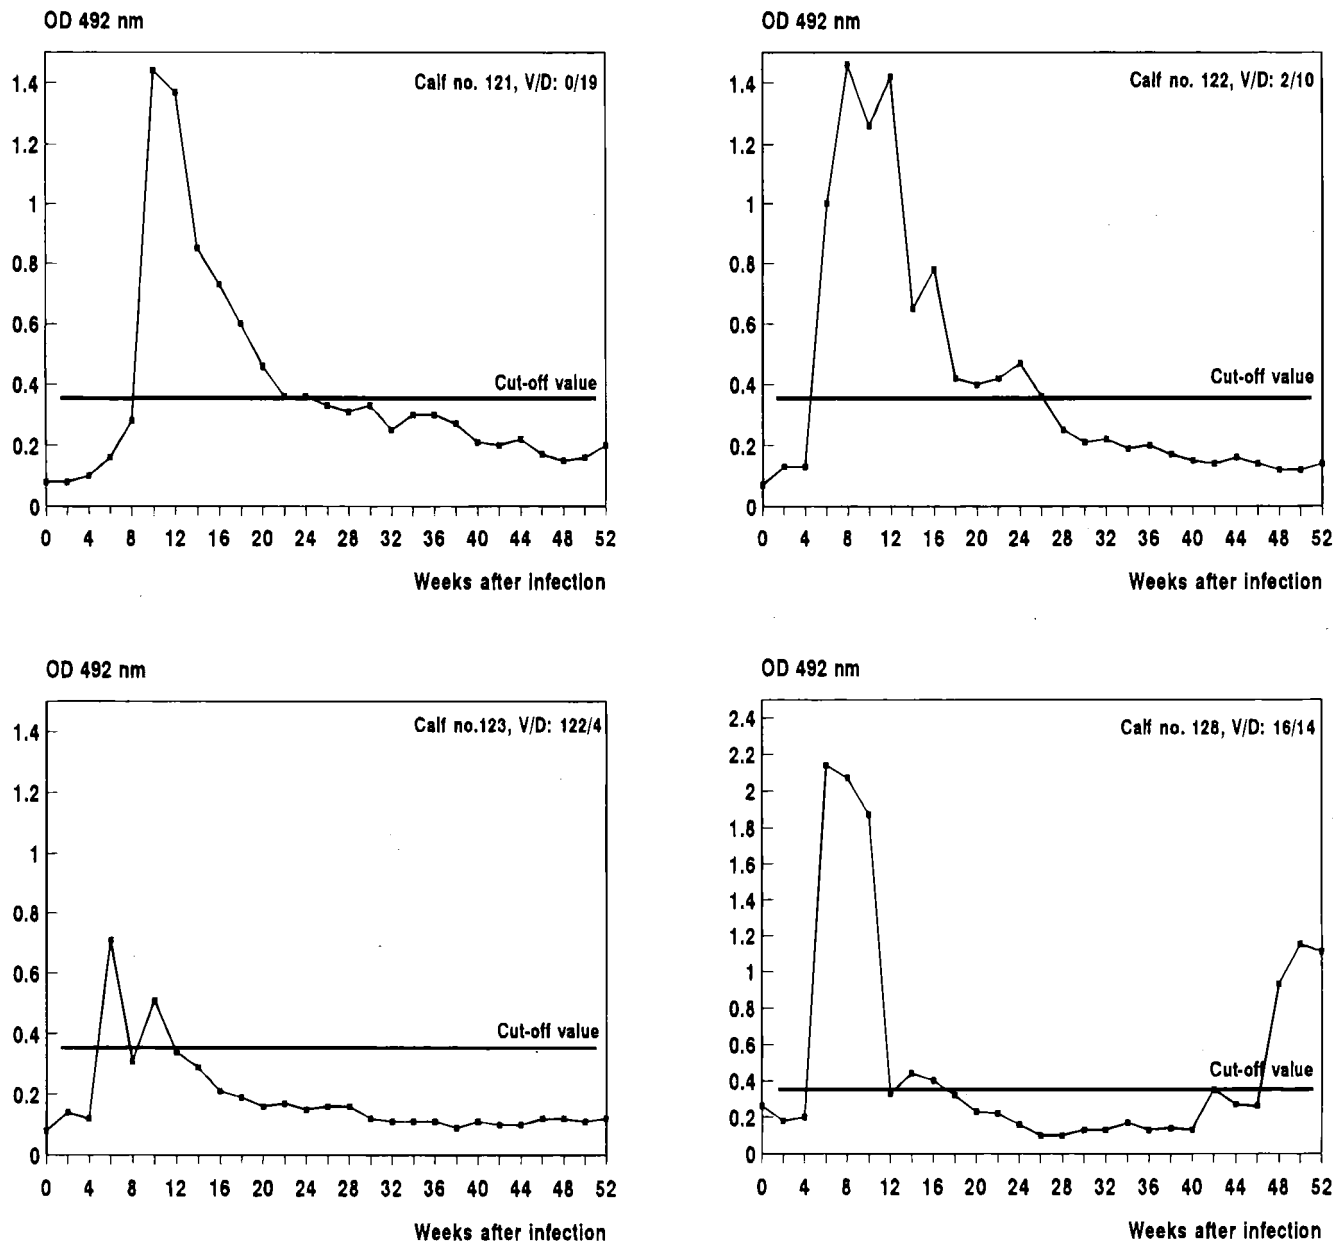 OD 492 nm
Calf no. 121, V/D: 0/19
1.4
1.2
1
0.8
0.6
0.4
0.2
0
Cut-off value
0 4 8 12 16 20 24 28 32 36 40 44 48 52
Weeks after infection
OD 492 nm
Calf no. 122, V/D: 2/10
1.4
1.2
1
0.8
0.6
0.4
0.2
0
Cut-off value
0 4 8 12 16 20 24 28 32 36 40 44 48 52
Weeks after infection
OD 492 nm
Calf no.123, V/D: 122/4
1.4
1.2
1
0.8
0.6
0.4
0.2
0
Cut-off value
0 4 8 12 16 20 24 28 32 36 40 44 48 52
Weeks after infection
OD 492 nm
Calf no. 128, V/D: 16/14
2.4
2.2
2
1.8
1.6
1.4
1.2
1
0.8
0.6
0.4
0.2
0
Cut-off value
0 4 8 12 16 20 24 28 32 36 40 44 48 52
Weeks after infection